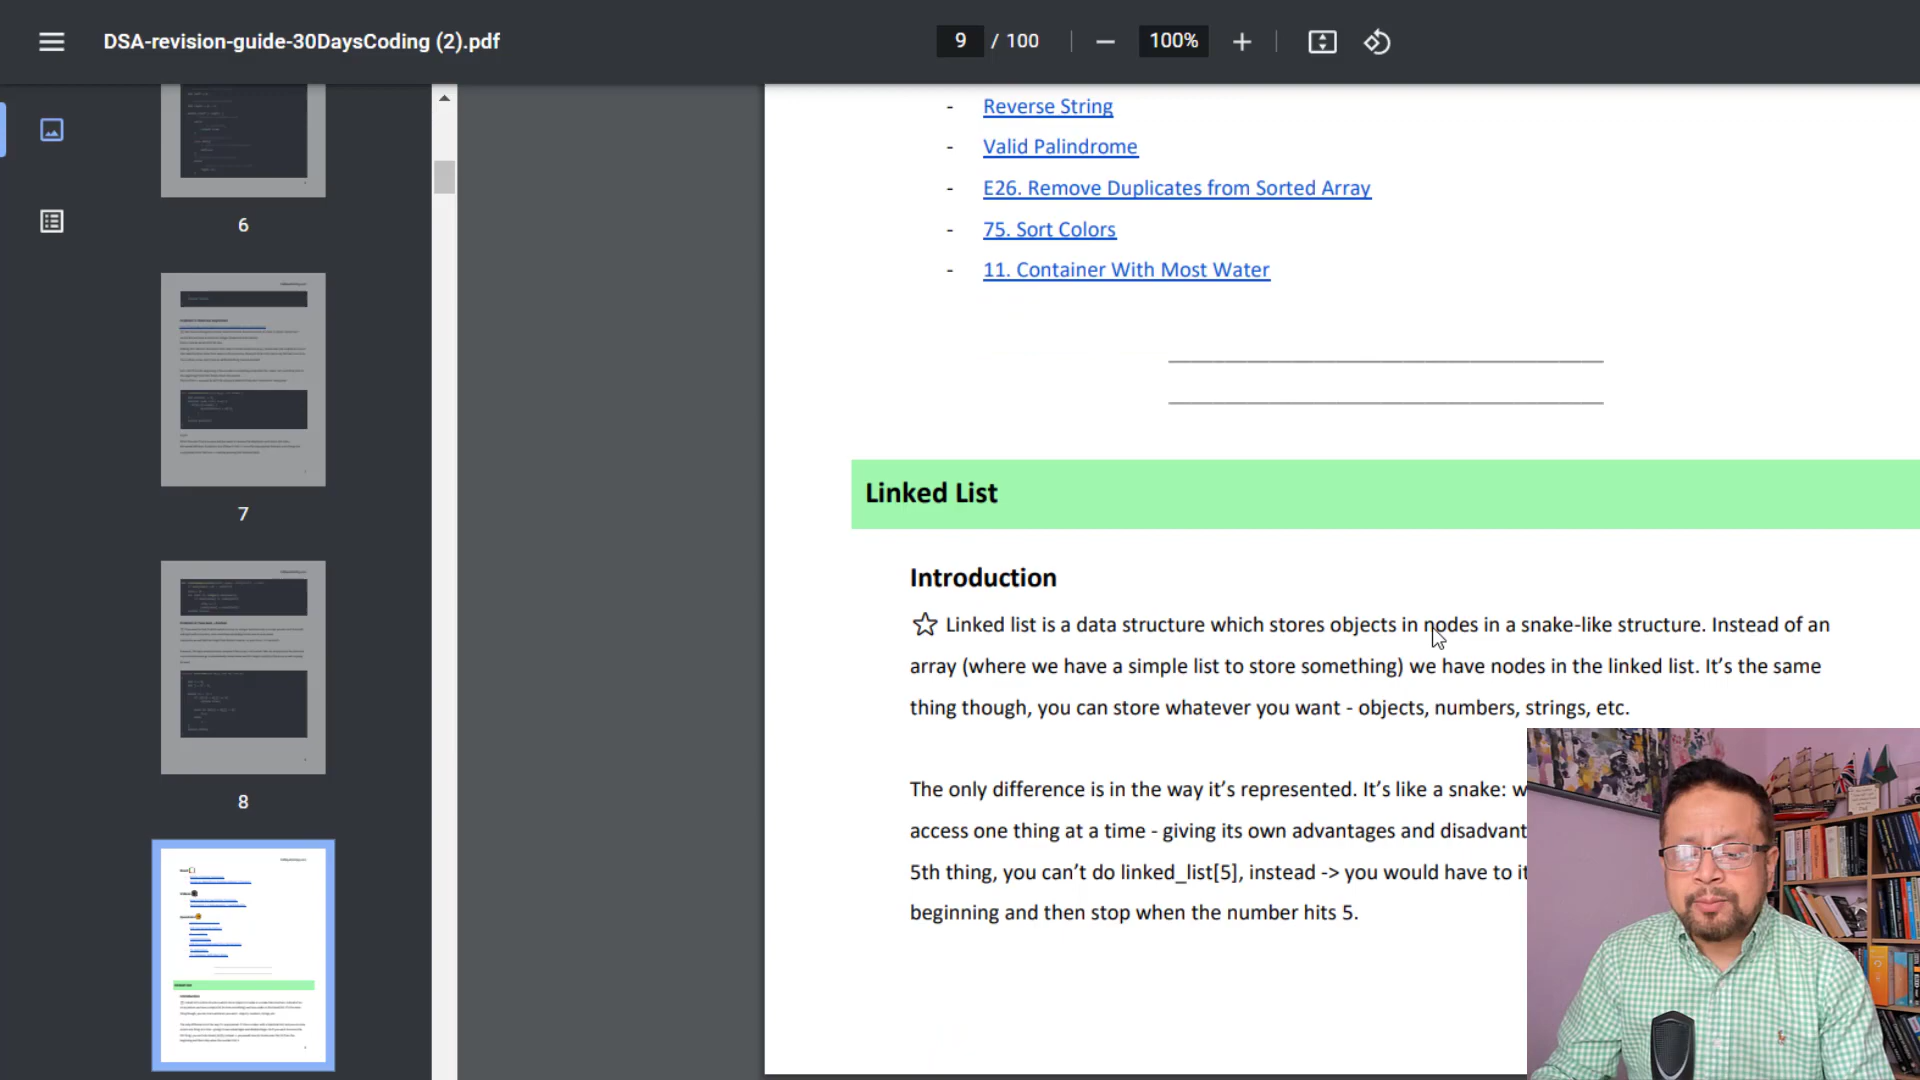 DSA-revision-guide-30DaysCoding (2).pdf
9 / 100
100%
6
7
8
- Reverse String
- Valid Palindrome
- E26. Remove Duplicates from Sorted Array
- 75. Sort Colors
- 11. Container With Most Water
Linked List
Introduction
☆ Linked list is a data structure which stores objects in nodes in a snake-like structure. Instead of an
array (where we have a simple list to store something) we have nodes in the linked list. It’s the same
thing though, you can store whatever you want - objects, numbers, strings, etc.
The only difference is in the way it’s represented. It’s like a snake: w
access one thing at a time - giving its own advantages and disadvant
5th thing, you can’t do linked_list[5], instead -> you would have to it
beginning and then stop when the number hits 5.